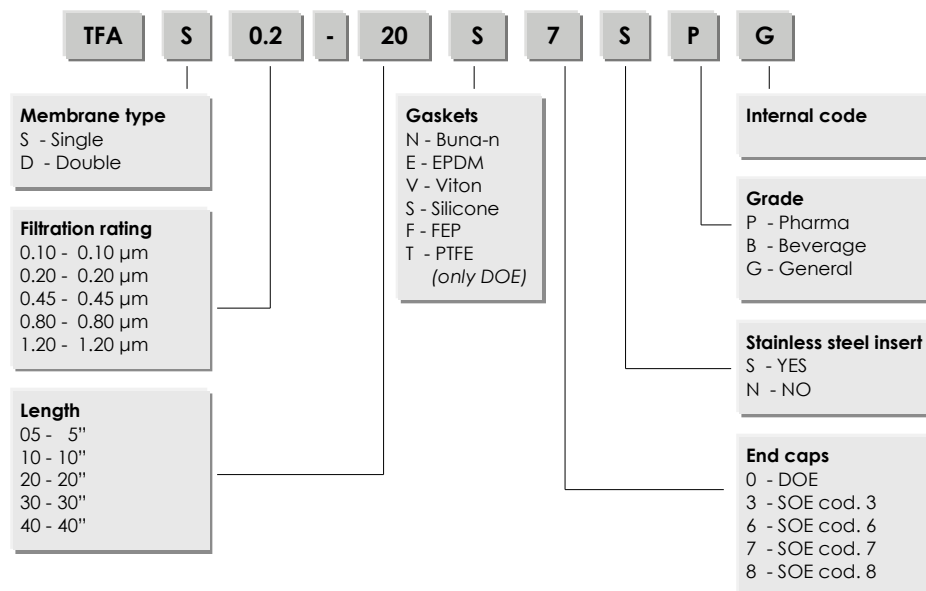 TFA S 0.2 - 20 S 7 S P G
Membrane type
S - Single
D - Double
Filtration rating
0.10 - 0.10 µm
0.20 - 0.20 µm
0.45 - 0.45 µm
0.80 - 0.80 µm
1.20 - 1.20 µm
Length
05 - 5”
10 - 10”
20 - 20”
30 - 30”
40 - 40”
Gaskets
N - Buna-n
E - EPDM
V - Viton
S - Silicone
F - FEP
T - PTFE
(only DOE)
Internal code
Grade
P - Pharma
B - Beverage
G - General
Stainless steel insert
S - YES
N - NO
End caps
0 - DOE
3 - SOE cod. 3
6 - SOE cod. 6
7 - SOE cod. 7
8 - SOE cod. 8